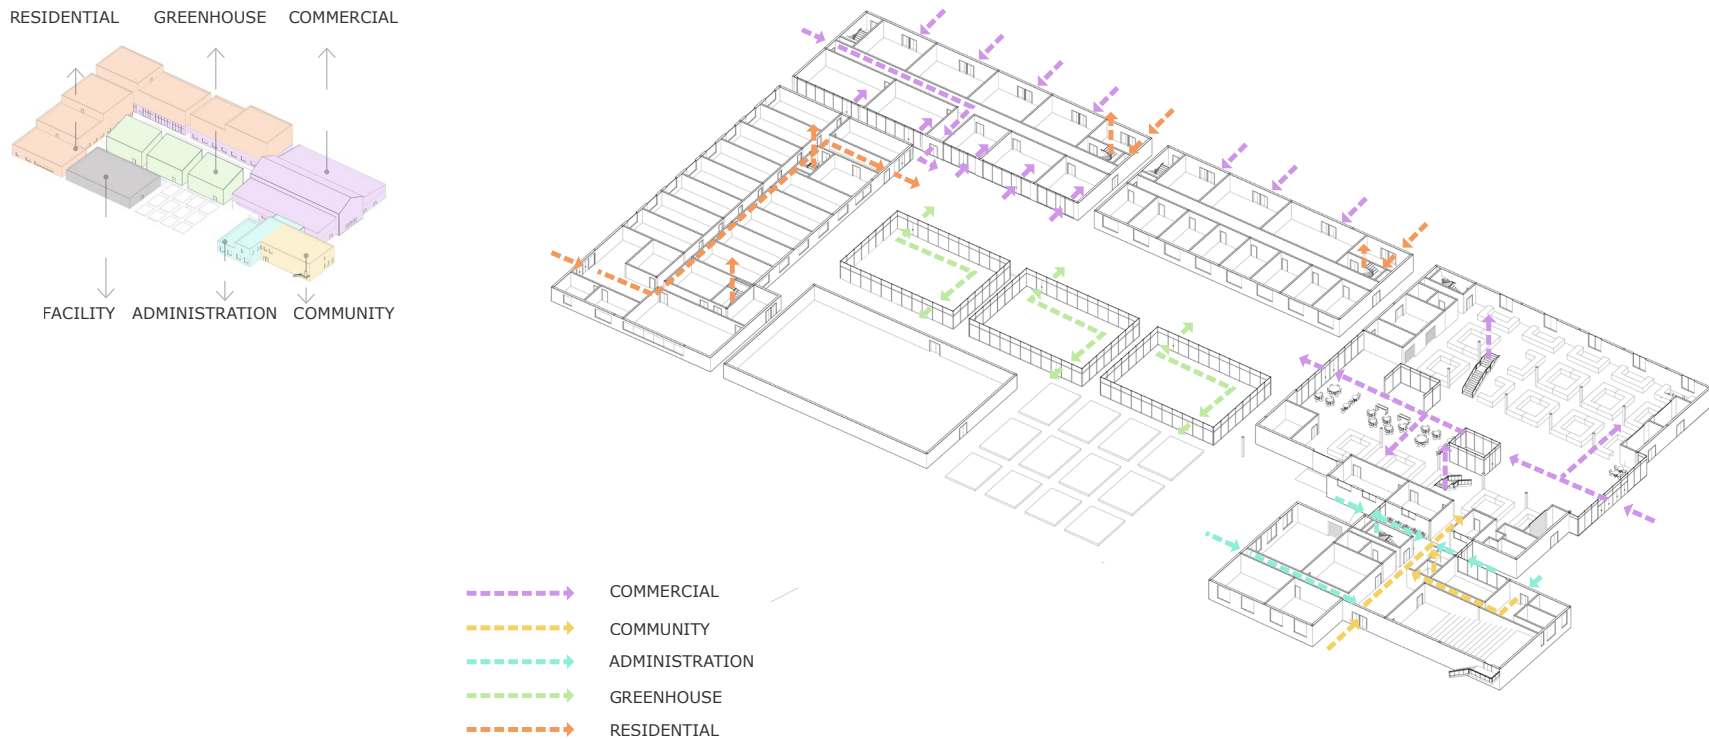 RESIDENTIAL GREENHOUSE COMMERCIAL
FACILITY ADMINISTRATION COMMUNITY
COMMERCIAL
COMMUNITY
ADMINISTRATION
GREENHOUSE
RESIDENTIAL